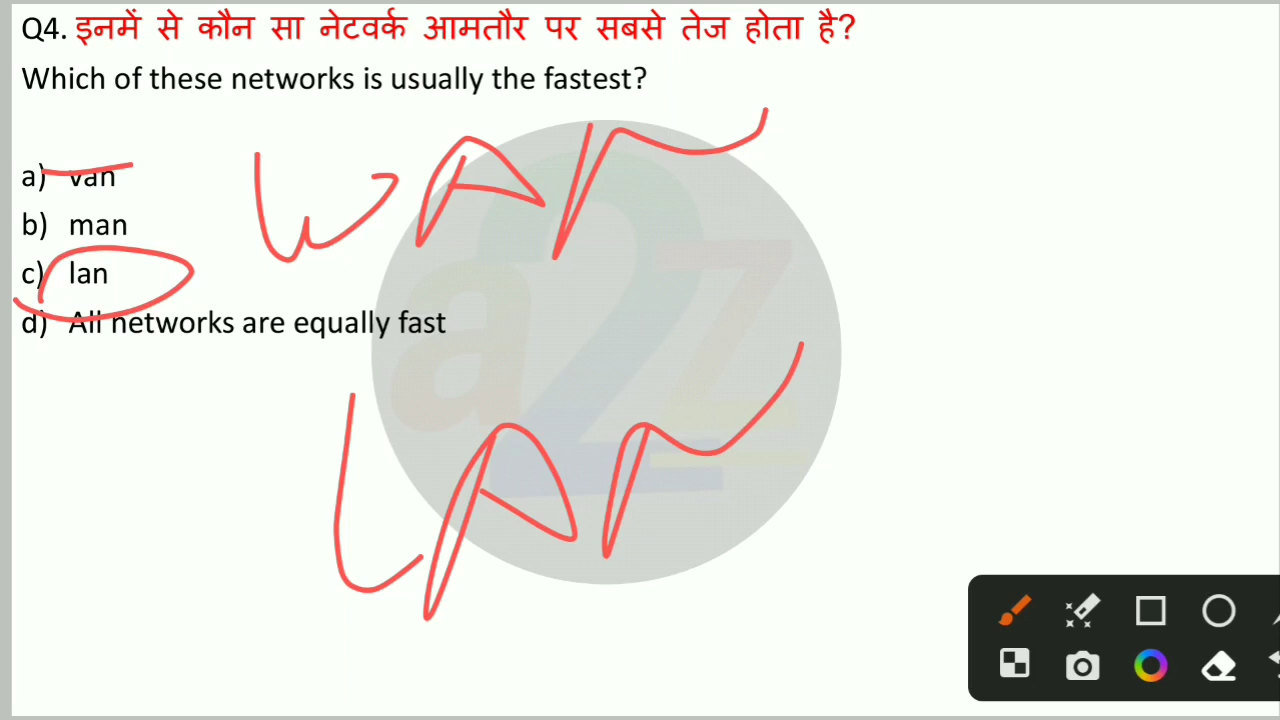 Q4. इनमें से कौन सा नेटवर्क आमतौर पर सबसे तेज होता है?
Which of these networks is usually the fastest?
a) van
WAN
b) man
c) lan
d) All networks are equally fast
LAN
a2z